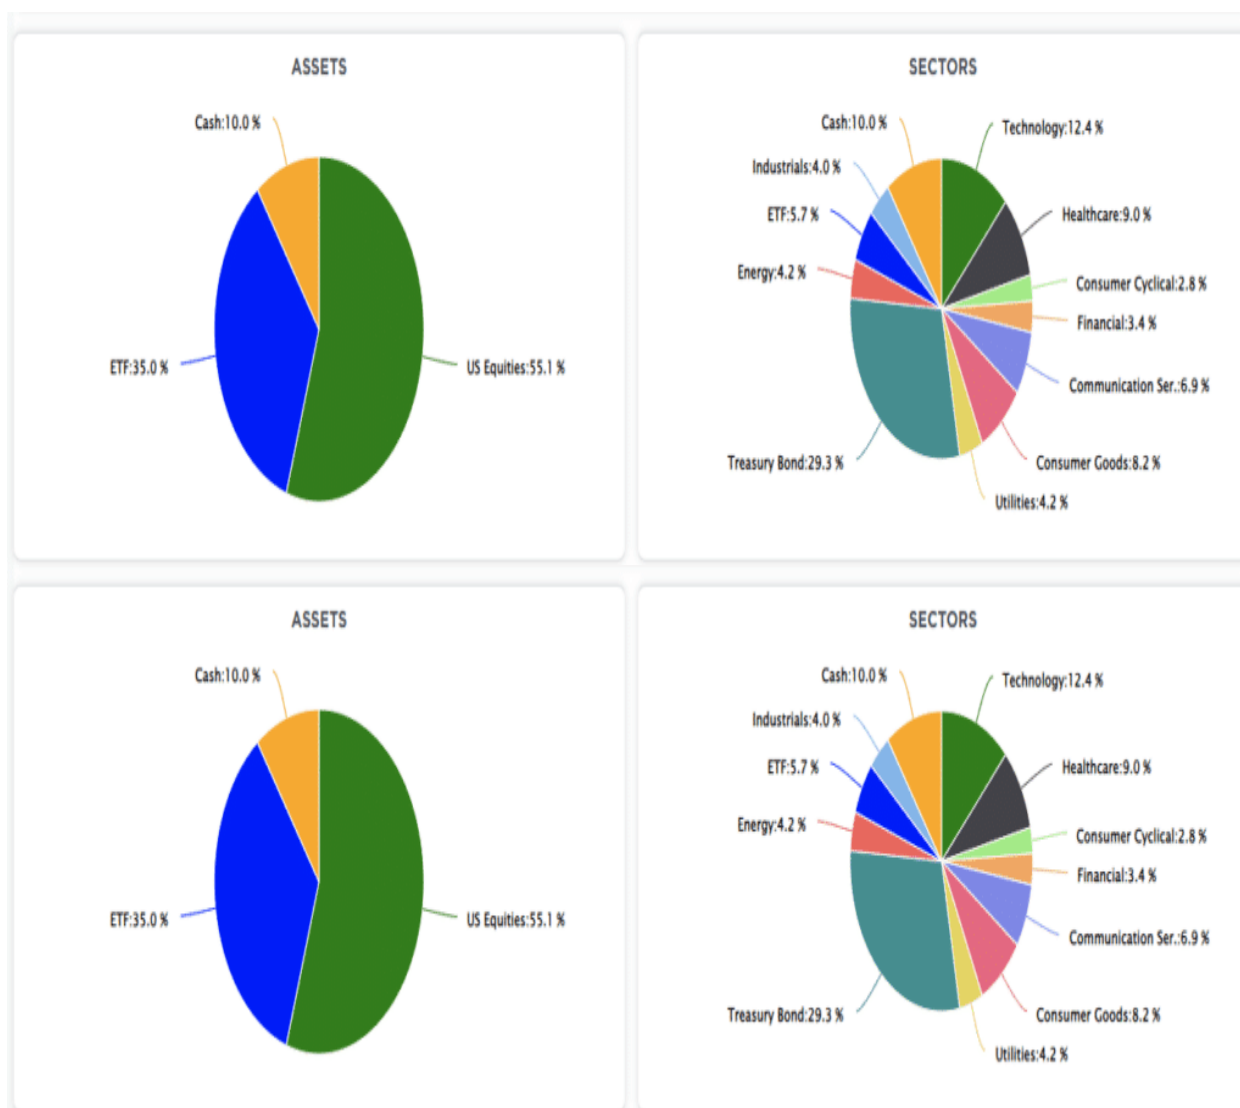 ASSETS
Cash:10.0 %
ETF:35.0 %
US Equities:55.1 %
SECTORS
Cash:10.0 %
Technology:12.4 %
Industrials:4.0 %
ETF:5.7 %
Healthcare:9.0 %
Energy:4.2 %
Consumer Cyclical:2.8 %
Financial:3.4 %
Communication Ser.:6.9 %
Treasury Bond:29.3 %
Consumer Goods:8.2 %
Utilities:4.2 %
ASSETS
Cash:10.0 %
ETF:35.0 %
US Equities:55.1 %
SECTORS
Cash:10.0 %
Technology:12.4 %
Industrials:4.0 %
ETF:5.7 %
Healthcare:9.0 %
Energy:4.2 %
Consumer Cyclical:2.8 %
Financial:3.4 %
Communication Ser.:6.9 %
Treasury Bond:29.3 %
Consumer Goods:8.2 %
Utilities:4.2 %